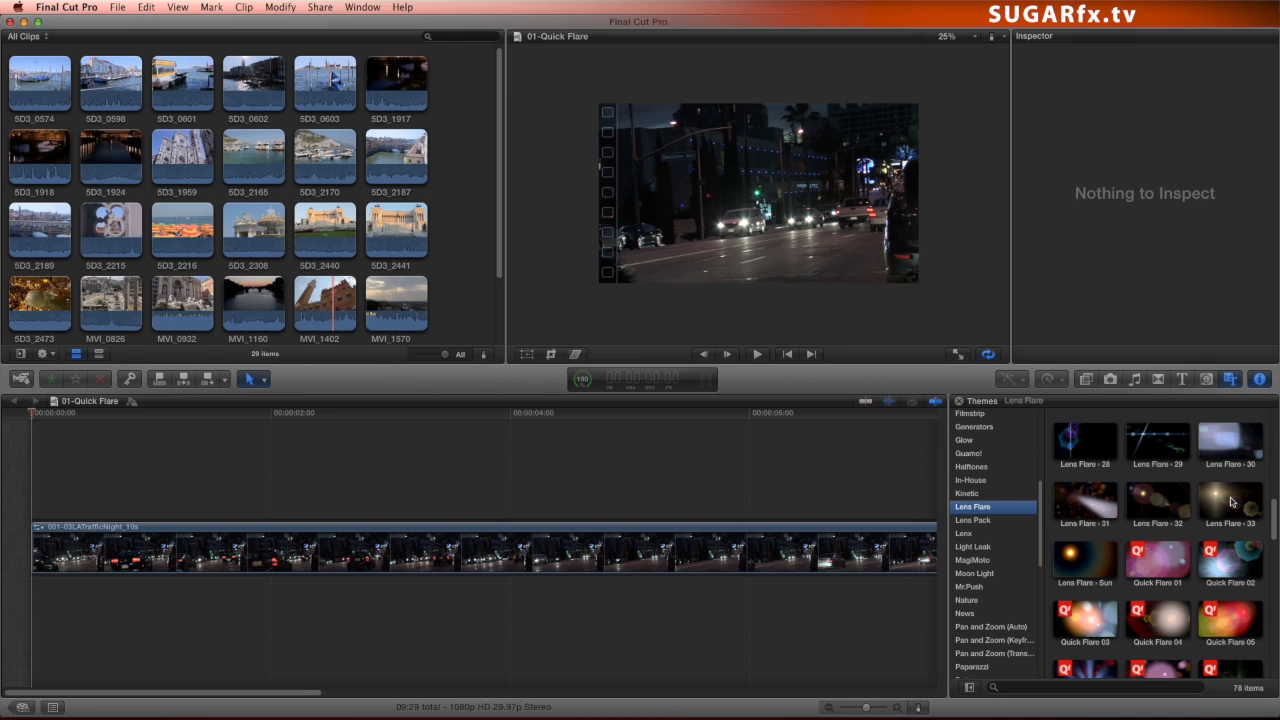 Final Cut Pro File Edit View Mark Clip Modify Share Window Help
SUGARfx.tv
Final Cut Pro
All Clips
01-Quick Flare
25%
Inspector
5D3_0574 5D3_0598 5D3_0601 5D3_0602 5D3_0603 5D3_1917
5D3_1918 5D3_1924 5D3_1959 5D3_2165 5D3_2170 5D3_2187
5D3_2189 5D3_2215 5D3_2216 5D3_2308 5D3_2440 5D3_2441
5D3_2473 MVI_0826 MVI_0932 MVI_1160 MVI_1402 MVI_1570
29 items
All
Nothing to Inspect
100
00:00:00:00
HR MIN SEC FR
01-Quick Flare
00:00:00:00 00:00:02:00 00:00:04:00 00:00:06:00
001-03LATrafficNight_10s
Themes Lens Flare
Filmstrip
Generators
Glow
Guamo!
Halftones
In-House
Kinetic
Lens Flare
Lens Pack
Lenx
Light Leak
MagiMoto
Moon Light
Mr.Push
Nature
News
Pan and Zoom (Auto)
Pan and Zoom (Keyfr...
Pan and Zoom (Trans...
Paparazzi
Lens Flare › 28 Lens Flare › 29 Lens Flare › 30
Lens Flare › 31 Lens Flare › 32 Lens Flare › 33
Q! Q!
Lens Flare › Sun Quick Flare 01 Quick Flare 02
Q! Q! Q!
Quick Flare 03 Quick Flare 04 Quick Flare 05
Q! Q! Q!
78 items
09:29 total - 1080p HD 29.97p Stereo